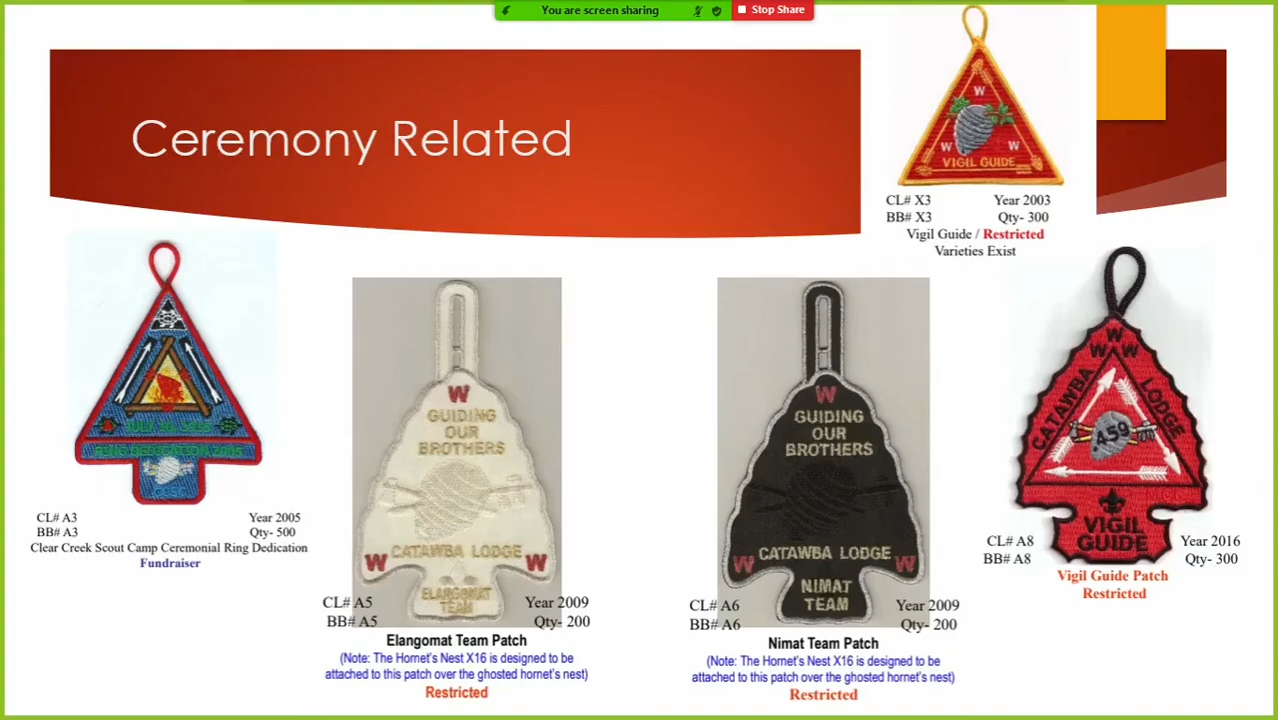 You are screen sharing
Stop Share
Ceremony Related
W
W W
VIGIL GUIDE
CL# X3 Year 2003
BB# X3 Qty- 300
Vigil Guide / Restricted
Varieties Exist
CL# A3 Year 2005
BB# A3 Qty- 500
Clear Creek Scout Camp Ceremonial Ring Dedication
Fundraiser
W
GUIDING
OUR
BROTHERS
CATAWBA LODGE
W W
ELANGOMAT
TEAM
CL# A5 Year 2009
BB# A5 Qty- 200
Elangomat Team Patch
(Note: The Hornet's Nest X16 is designed to be
attached to this patch over the ghosted hornet's nest)
Restricted
W
GUIDING
OUR
BROTHERS
CATAWBA LODGE
W W
NIMAT
TEAM
CL# A6 Year 2009
BB# A6 Qty- 200
Nimat Team Patch
(Note: The Hornet's Nest X16 is designed to be
attached to this patch over the ghosted hornet's nest)
Restricted
W
W W
CATAWBA LODGE
459
VIGIL
GUIDE
CL# A8 Year 2016
BB# A8 Qty- 300
Vigil Guide Patch
Restricted